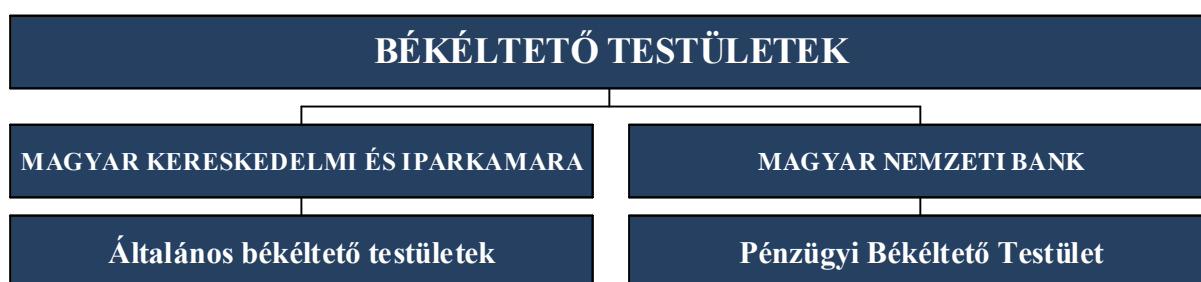 BÉKÉLTETŐ TESTÜLETEK
MAGYAR KERESKEDELMI ÉS IPARKAMARA
MAGYAR NEMZETI BANK
Általános békéltető testületek
Pénzügyi Békéltető Testület